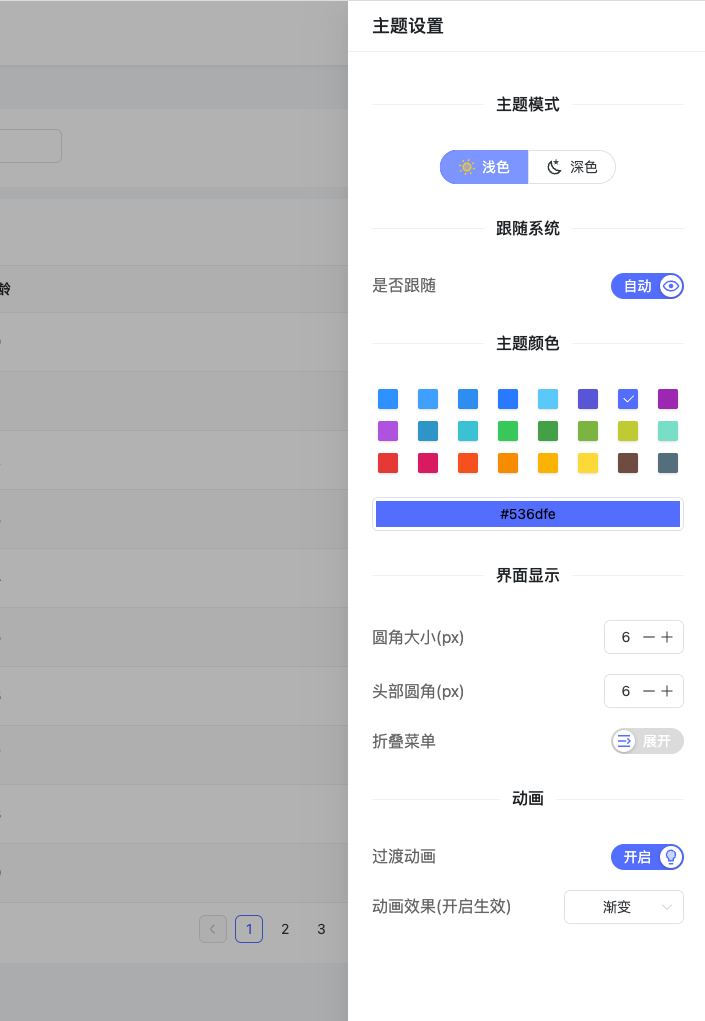 主题设置
主题模式
浅色 深色
跟随系统
是否跟随 自动
主题颜色
#536dfe
界面显示
圆角大小(px) 6
头部圆角(px) 6
折叠菜单 展开
动画
过渡动画 开启
动画效果(开启生效) 渐变
龄
1 2 3